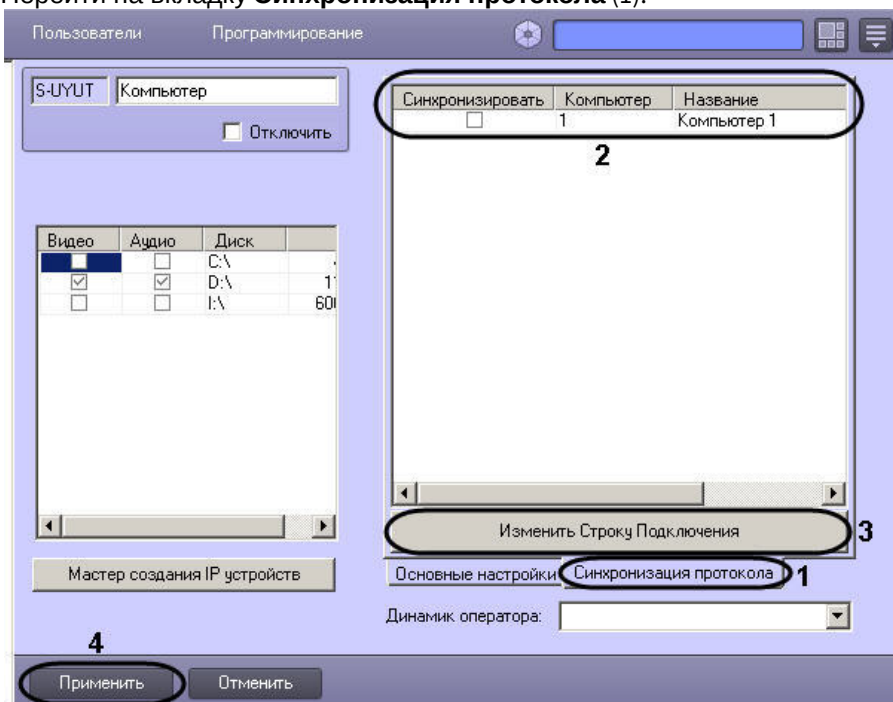 Перейти на вкладку Синхронизация протокола (1).
Пользователи Программирование
S-UYUT Компьютер
Отключить
Синхронизировать Компьютер Название
1 Компьютер 1
2
Видео Аудио Диск
C:\
D:\ 11
I:\ 600
Изменить Строку Подключения 3
Мастер создания IP устройств
Основные настройки Синхронизация протокола 1
Динамик оператора:
4
Применить Отменить